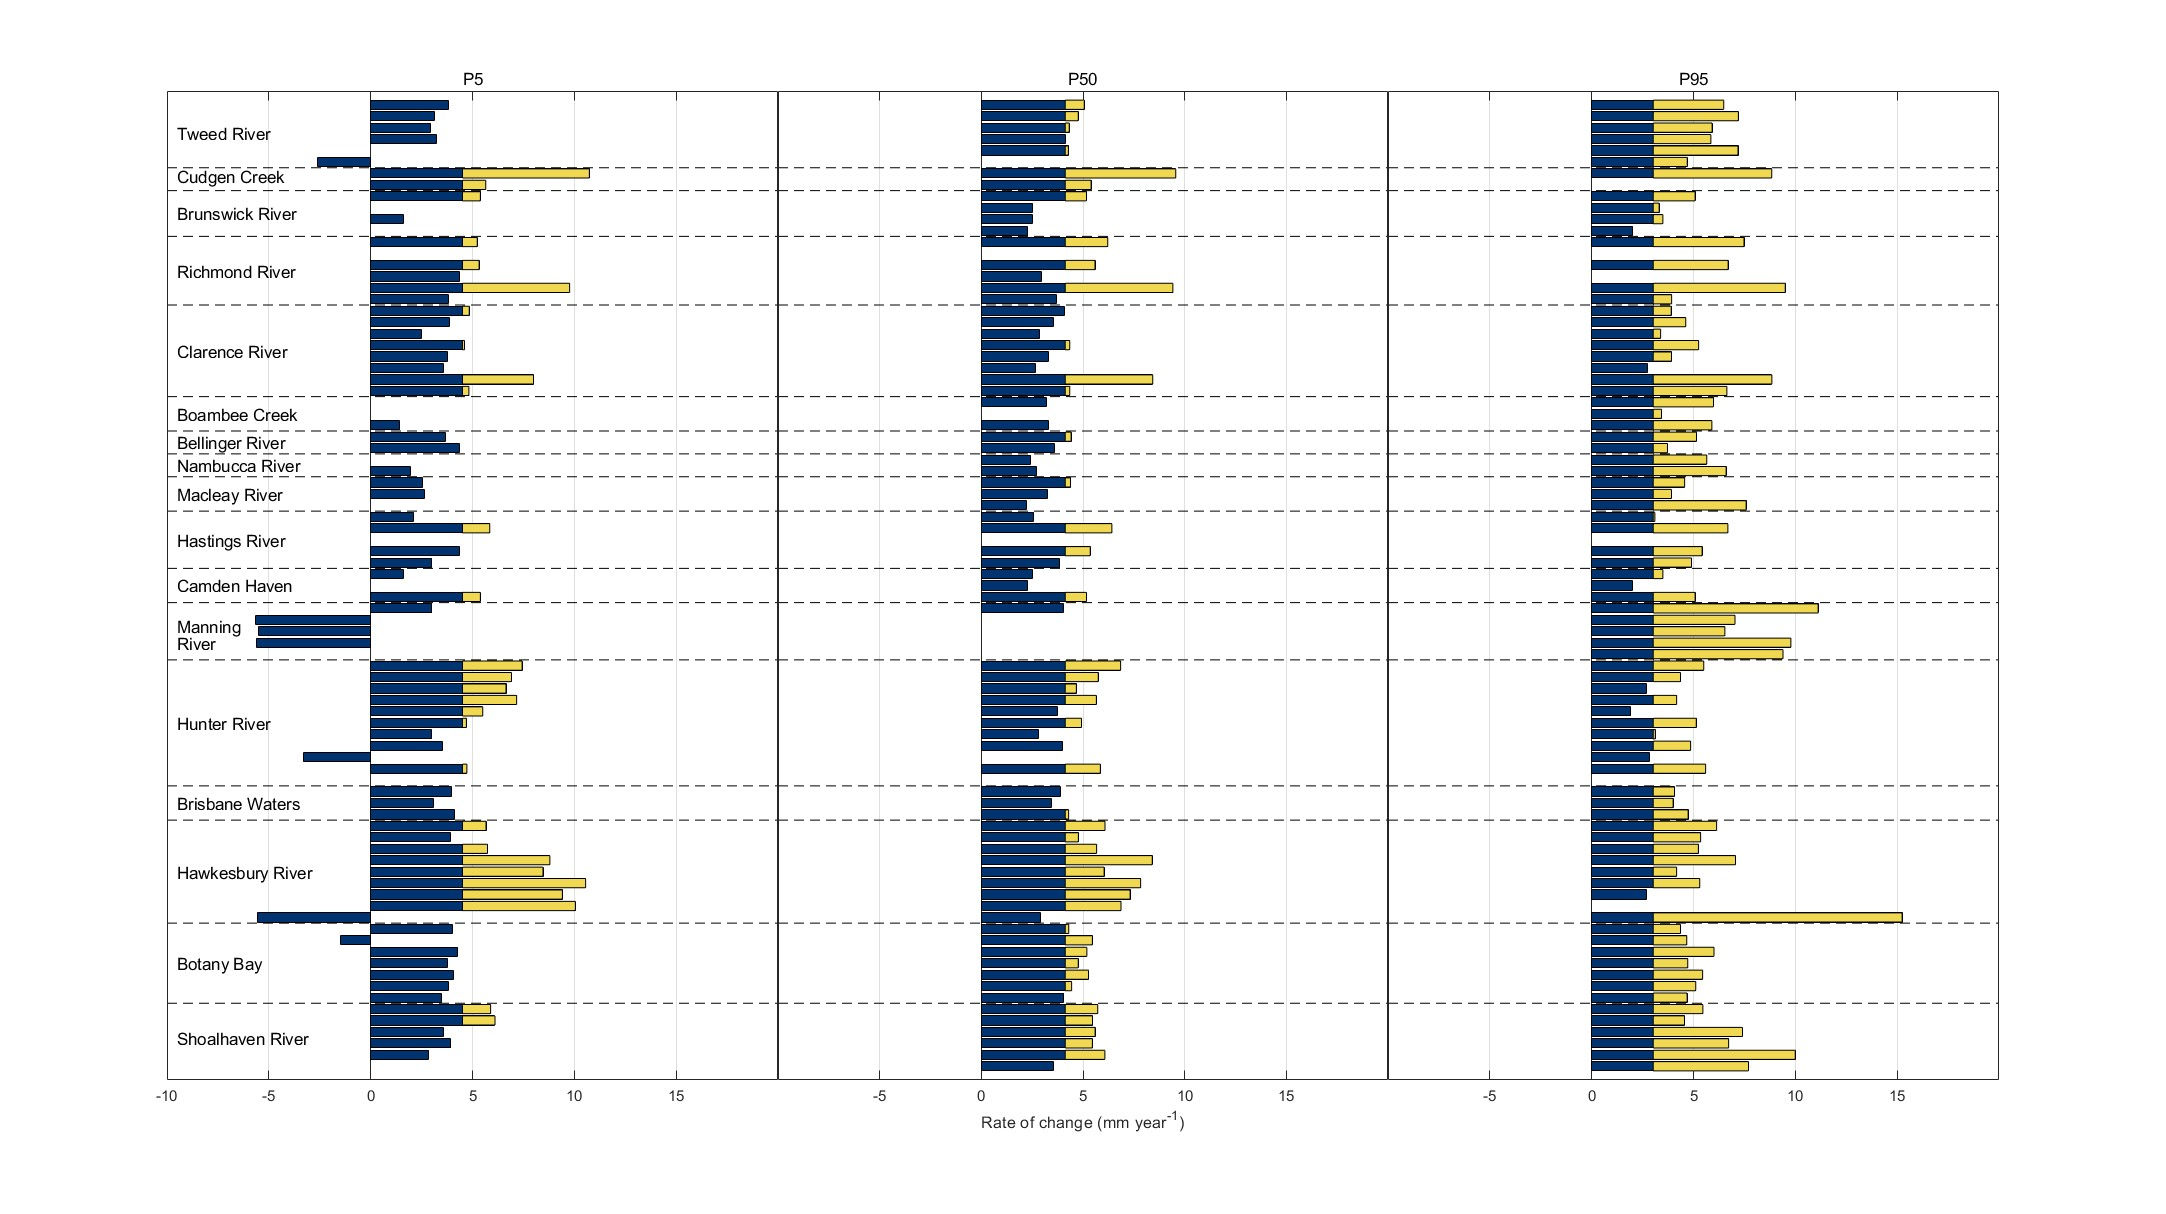 P5 P50 P95
Tweed River
Cudgen Creek
Brunswick River
Richmond River
Clarence River
Boambee Creek
Bellinger River
Nambucca River
Macleay River
Hastings River
Camden Haven
Manning
River
Hunter River
Brisbane Waters
Hawkesbury River
Botany Bay
Shoalhaven River
-10 -5 0 5 10 15 -5 0 5 10 15 -5 0 5 10 15
Rate of change (mm year⁻¹)